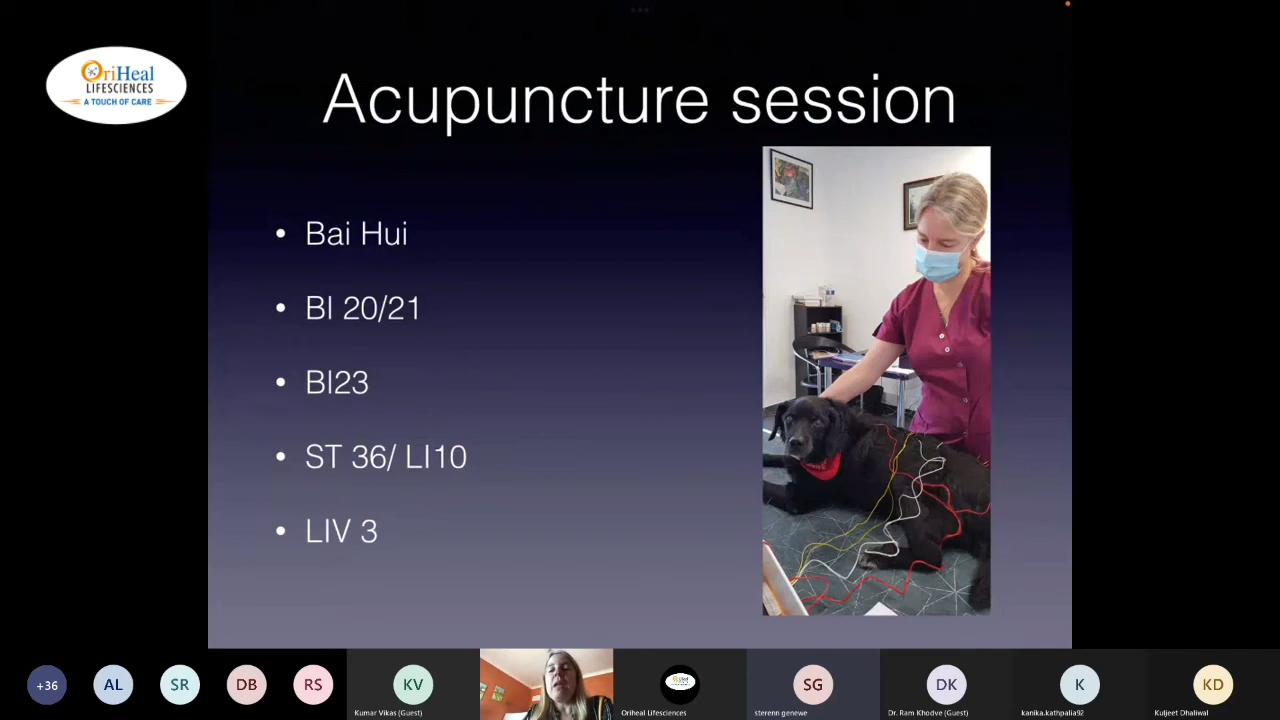 OriHeal
LIFESCIENCES
A TOUCH OF CARE
Acupuncture session
• Bai Hui
• Bl 20/21
• Bl23
• ST 36/ LI10
• LIV 3
+36
AL
SR
DB
RS
KV
Kumar Vikas (Guest)
Oriheal Lifesciences
SG
sterenn genewe
DK
Dr. Ram Khodve (Guest)
K
kanika.kathpalia92
KD
Kuljeet Dhaliwal